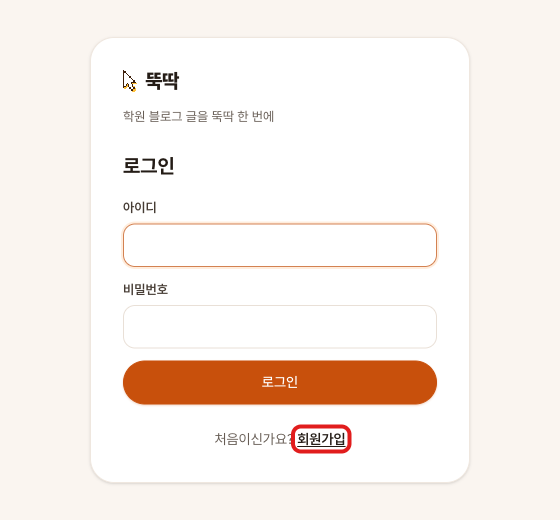 뚝딱
학원 블로그 글을 뚝딱 한 번에
로그인
아이디
비밀번호
로그인
처음이신가요? 회원가입